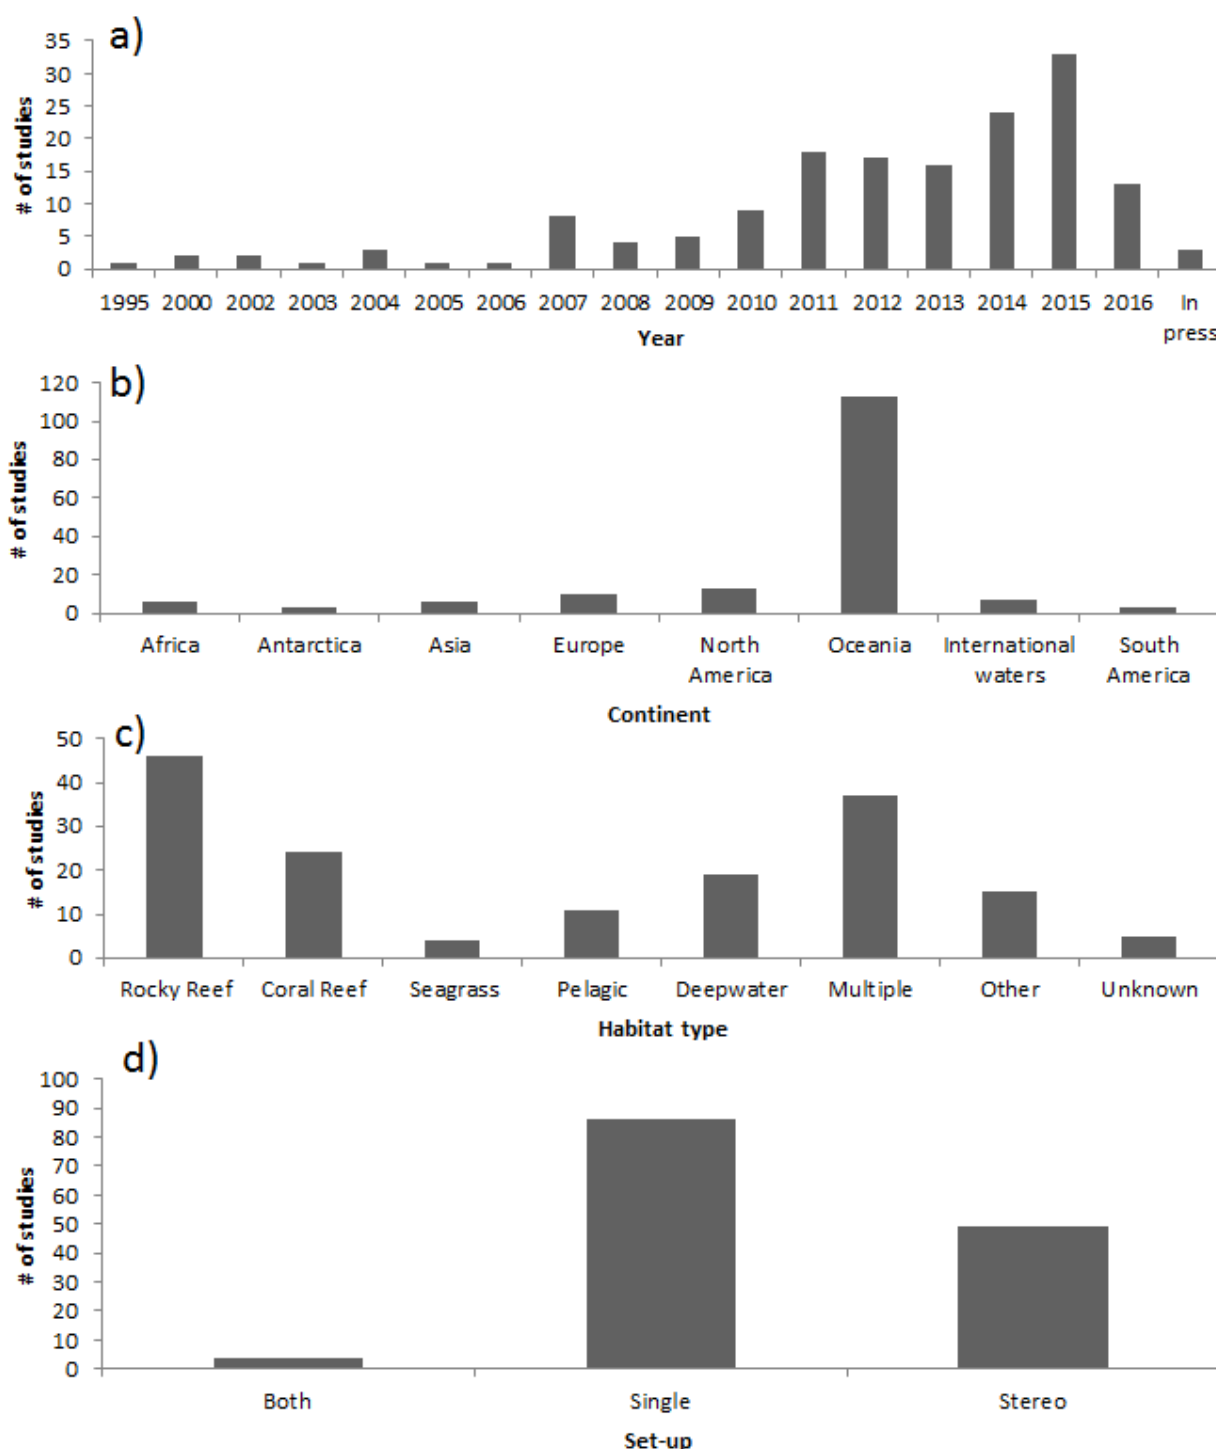 a)
35
30
25
20
15
10
5
0
# of studies
1995 2000 2002 2003 2004 2005 2006 2007 2008 2009 2010 2011 2012 2013 2014 2015 2016 In press
Year
b)
120
100
80
60
40
20
0
# of studies
Africa Antarctica Asia Europe North America Oceania International waters South America
Continent
c)
50
40
30
20
10
0
# of studies
Rocky Reef Coral Reef Seagrass Pelagic Deepwater Multiple Other Unknown
Habitat type
d)
100
90
80
70
60
50
40
30
20
10
0
# of studies
Both Single Stereo
Set-up